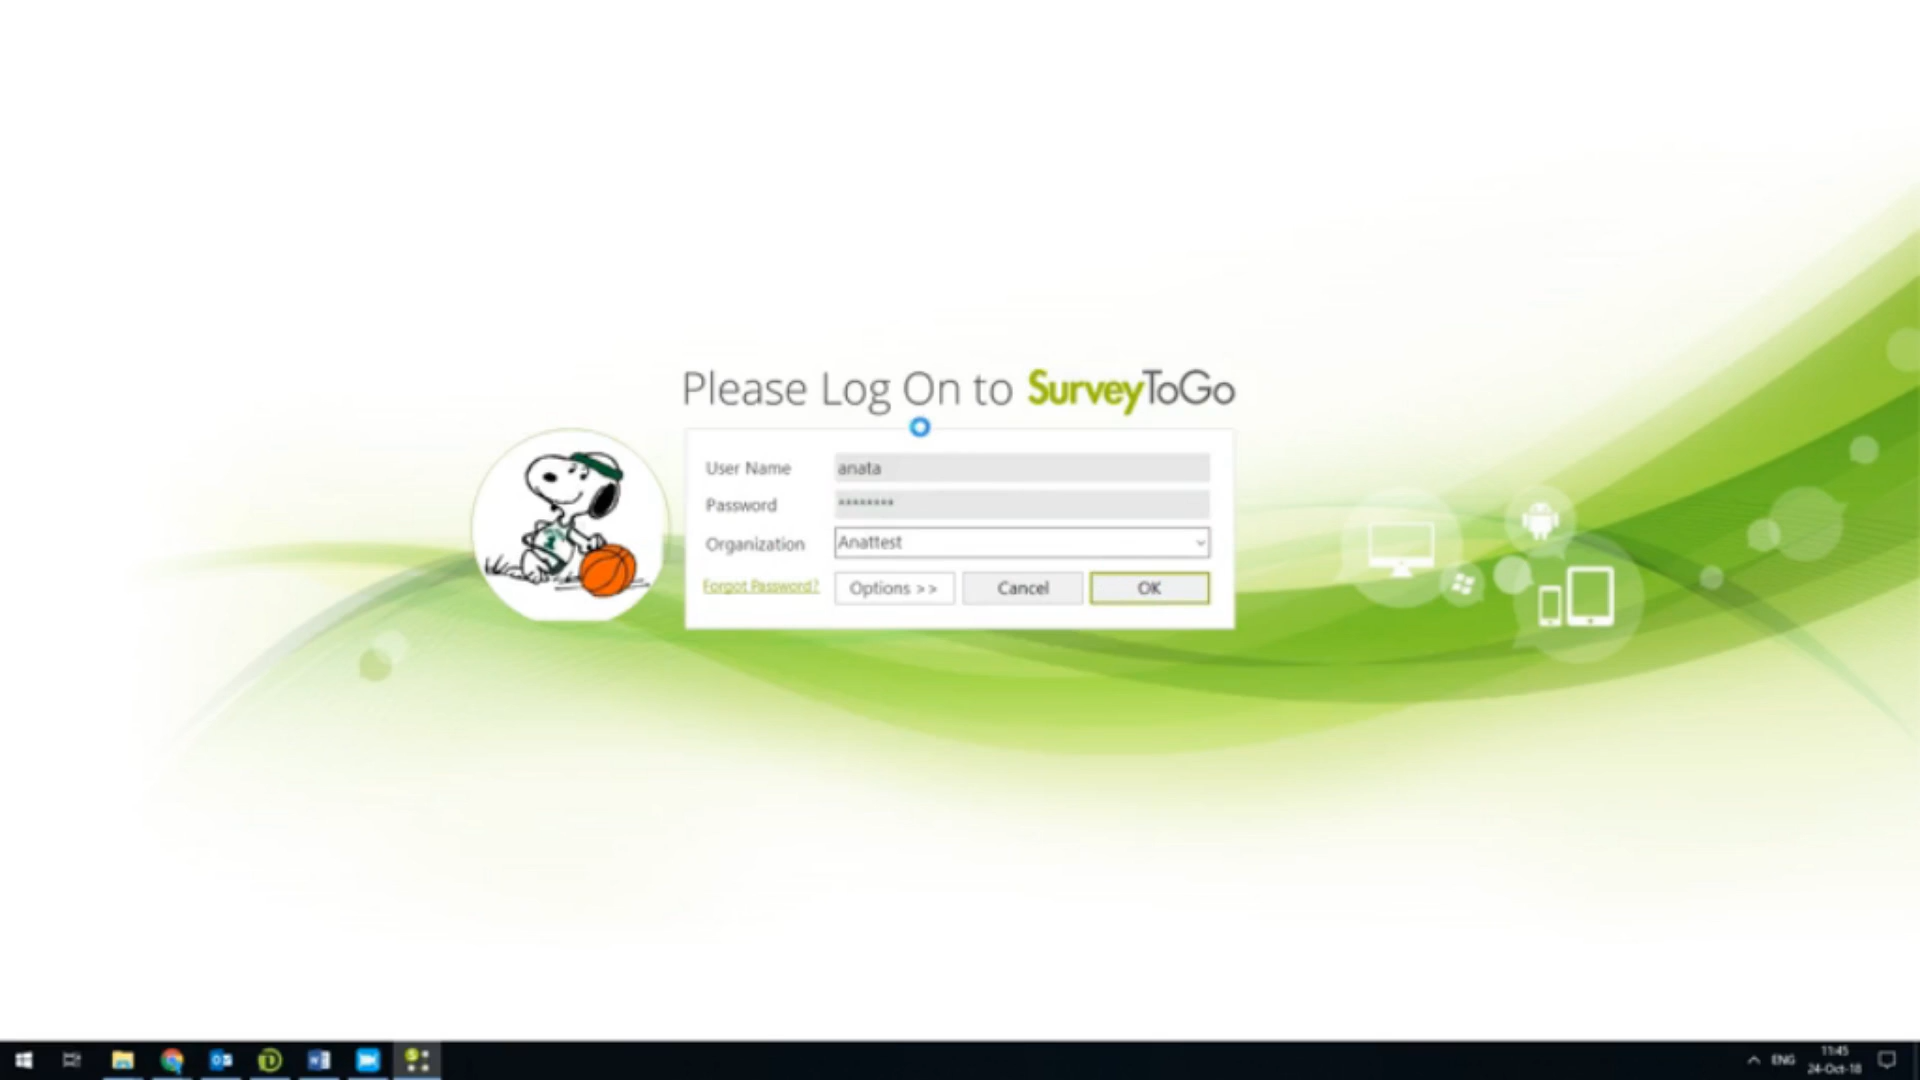 Please Log On to SurveyToGo
User Name anata
Password ********
Organization Anattest
Forgot Password? Options >> Cancel OK
ENG 11:45
24-Oct-18